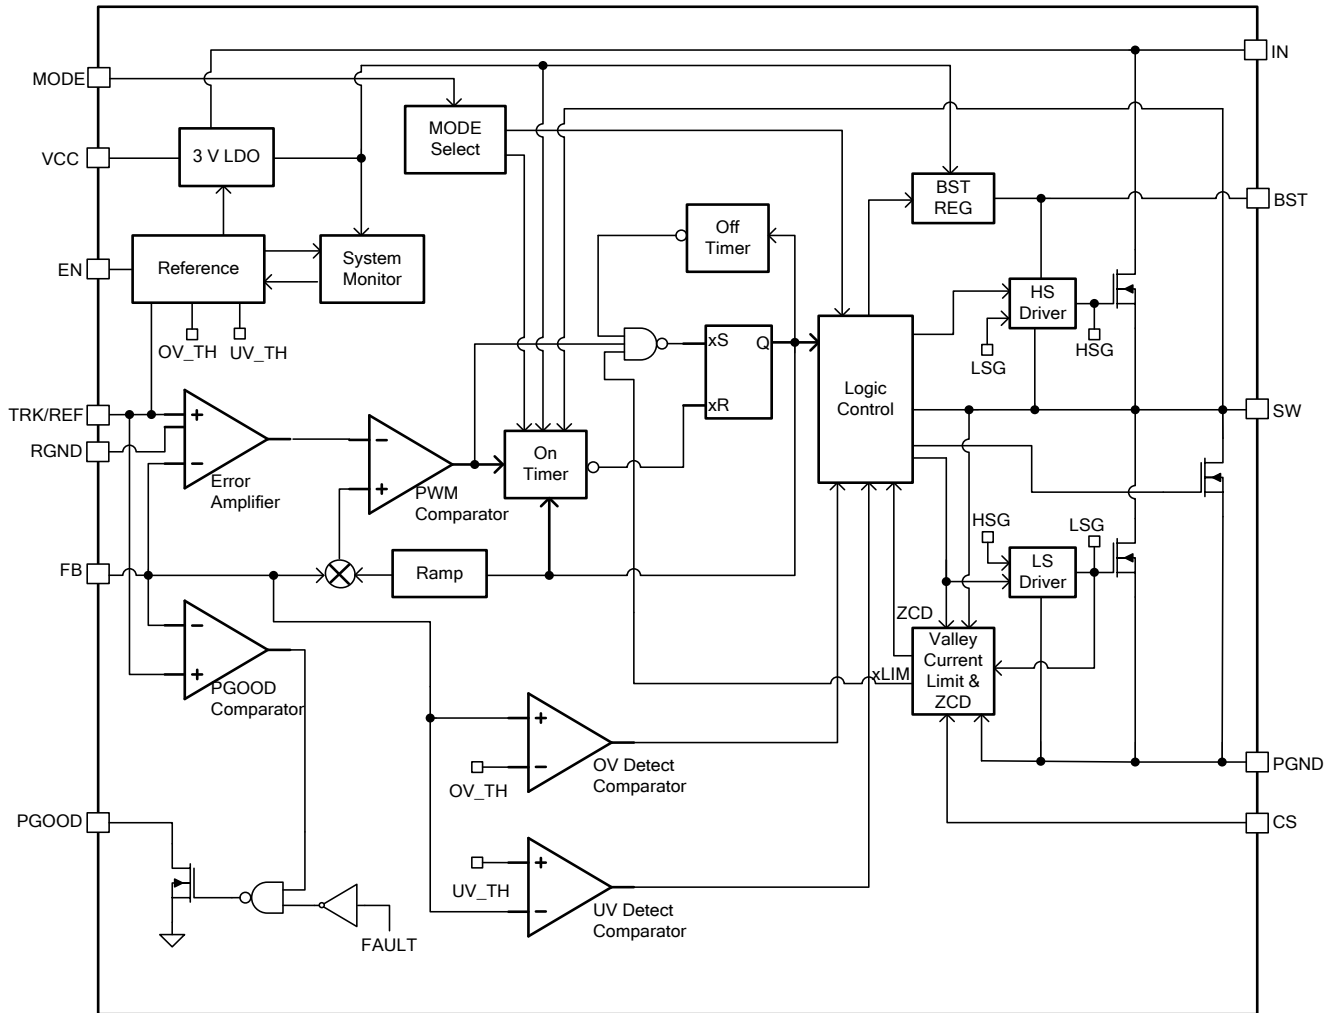 IN
MODE
MODE
Select
VCC
3 V LDO
BST
REG
BST
Off
Timer
EN
Reference
System
Monitor
HS
Driver
OV_TH
UV_TH
LSG
HSG
xS
Q
xR
Logic
Control
TRK/REF
RGND
SW
+
−
Error
Amplifier
−
+
PWM
Comparator
On
Timer
HSG
LSG
LS
Driver
FB
Ramp
ZCD
xLIM
Valley
Current
Limit &
ZCD
−
+
PGOOD
Comparator
+
−
OV_TH
OV Detect
Comparator
PGND
PGOOD
CS
+
−
UV_TH
UV Detect
Comparator
FAULT